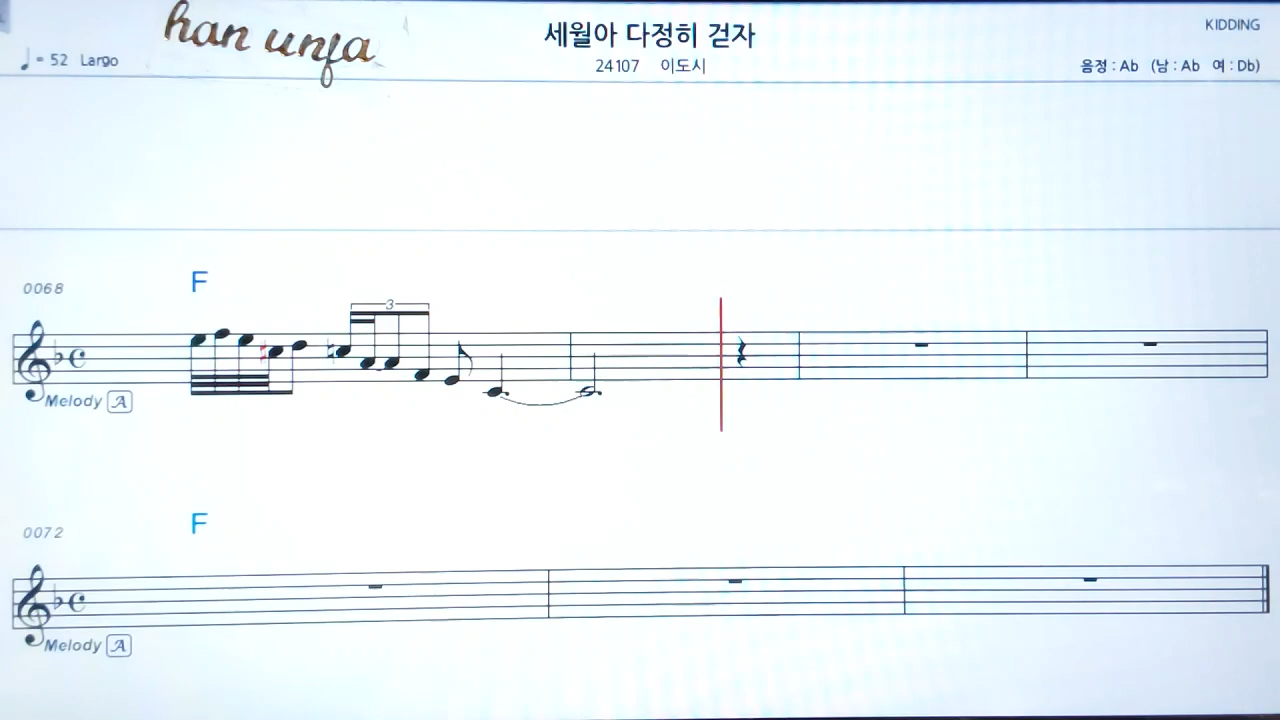 han unfa
세월아 다정히 걷자
KIDDING
♩ = 52 Largo
24107 이도시
음정 : Ab (남 : Ab 여 : Db)
0068
F
3
Melody A
0072
F
Melody A